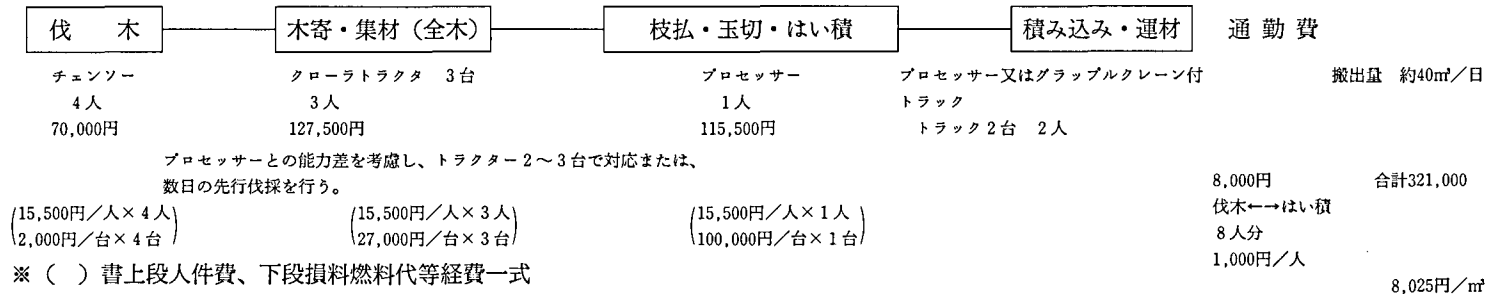 伐　木 木寄・集材（全木） 枝払・玉切・はい積 積み込み・運材 通勤費
チェンソー クローラトラクタ　3台 プロセッサー プロセッサー又はグラップルクレーン付 搬出量　約40㎥／日
4人 3人 1人 トラック
70,000円 127,500円 115,500円 トラック2台　2人
プロセッサーとの能力差を考慮し、トラクター2～3台で対応または、
数日の先行伐採を行う。
8,000円 合計321,000
(15,500円／人×4人) (15,500円／人×3人) (15,500円／人×1人) 伐木←→はい積
(2,000円／台×4台) (27,000円／台×3台) (100,000円／台×1台) 8人分
1,000円／人
※（　）書上段人件費、下段損料燃料代等経費一式
8,025円／㎥